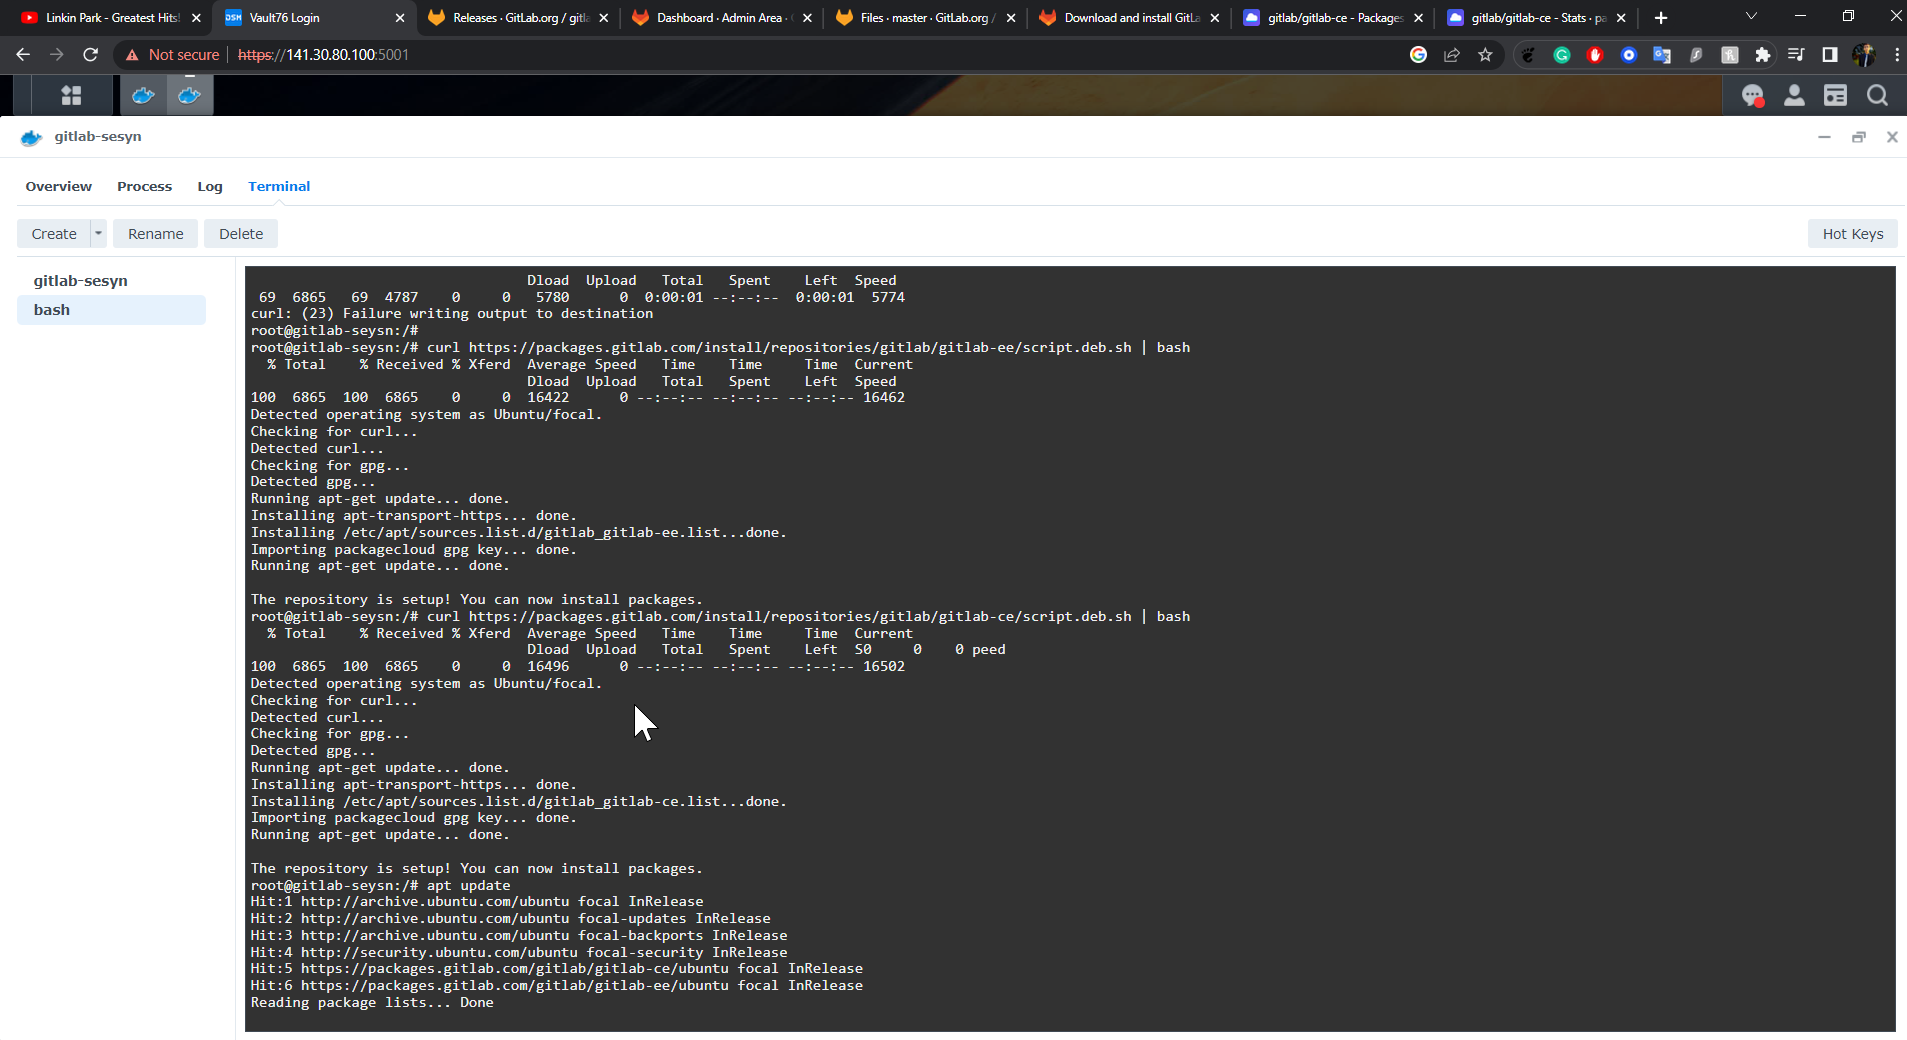 Linkin Park - Greatest Hits
DSM Vault76 Login
Releases · GitLab.org / gitla
Dashboard · Admin Area ·
Files · master · GitLab.org /
Download and install GitLa
gitlab/gitlab-ce - Packages
gitlab/gitlab-ce - Stats · pa
Not secure https://141.30.80.100:5001
gitlab-sesyn
Overview Process Log Terminal
Create Rename Delete Hot Keys
gitlab-sesyn
bash
Dload Upload Total Spent Left Speed
69 6865 69 4787 0 0 5780 0 0:00:01 --:--:-- 0:00:01 5774
curl: (23) Failure writing output to destination
root@gitlab-seysn:/#
root@gitlab-seysn:/# curl https://packages.gitlab.com/install/repositories/gitlab/gitlab-ee/script.deb.sh | bash
% Total % Received % Xferd Average Speed Time Time Time Current
Dload Upload Total Spent Left Speed
100 6865 100 6865 0 0 16422 0 --:--:-- --:--:-- --:--:-- 16462
Detected operating system as Ubuntu/focal.
Checking for curl...
Detected curl...
Checking for gpg...
Detected gpg...
Running apt-get update... done.
Installing apt-transport-https... done.
Installing /etc/apt/sources.list.d/gitlab_gitlab-ee.list...done.
Importing packagecloud gpg key... done.
Running apt-get update... done.
The repository is setup! You can now install packages.
root@gitlab-seysn:/# curl https://packages.gitlab.com/install/repositories/gitlab/gitlab-ce/script.deb.sh | bash
% Total % Received % Xferd Average Speed Time Time Time Current
Dload Upload Total Spent Left S0 0 0 peed
100 6865 100 6865 0 0 16496 0 --:--:-- --:--:-- --:--:-- 16502
Detected operating system as Ubuntu/focal.
Checking for curl...
Detected curl...
Checking for gpg...
Detected gpg...
Running apt-get update... done.
Installing apt-transport-https... done.
Installing /etc/apt/sources.list.d/gitlab_gitlab-ce.list...done.
Importing packagecloud gpg key... done.
Running apt-get update... done.
The repository is setup! You can now install packages.
root@gitlab-seysn:/# apt update
Hit:1 http://archive.ubuntu.com/ubuntu focal InRelease
Hit:2 http://archive.ubuntu.com/ubuntu focal-updates InRelease
Hit:3 http://archive.ubuntu.com/ubuntu focal-backports InRelease
Hit:4 http://security.ubuntu.com/ubuntu focal-security InRelease
Hit:5 https://packages.gitlab.com/gitlab/gitlab-ce/ubuntu focal InRelease
Hit:6 https://packages.gitlab.com/gitlab/gitlab-ee/ubuntu focal InRelease
Reading package lists... Done